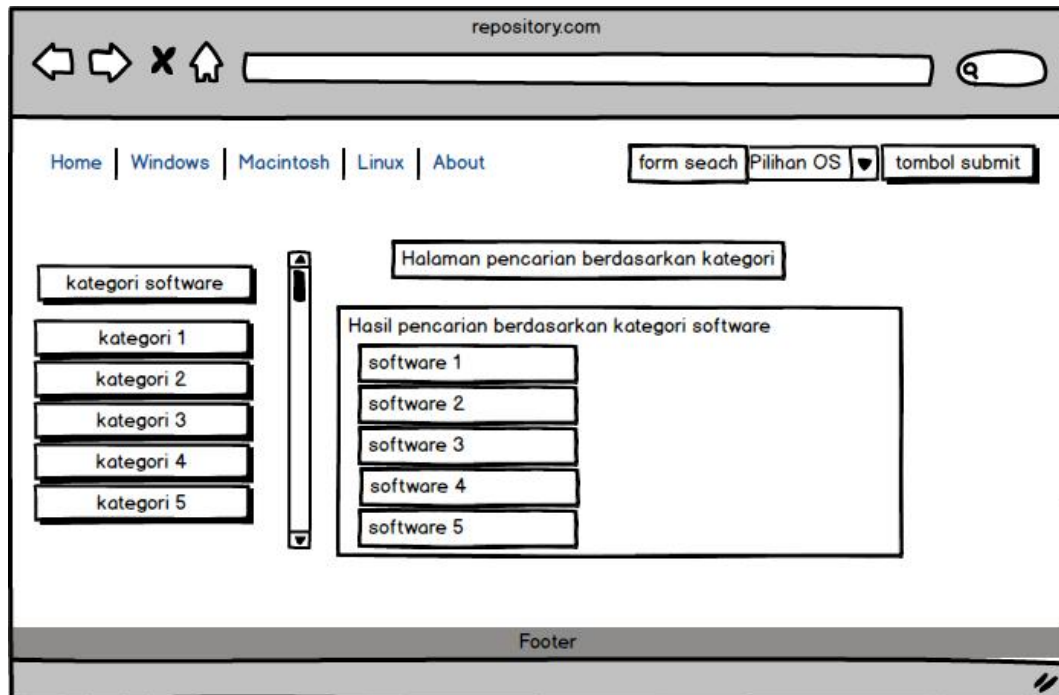 repository.com
Home Windows Macintosh Linux About
form seach Pilihan OS tombol submit
Halaman pencarian berdasarkan kategori
kategori software
kategori 1
kategori 2
kategori 3
kategori 4
kategori 5
Hasil pencarian berdasarkan kategori software
software 1
software 2
software 3
software 4
software 5
Footer